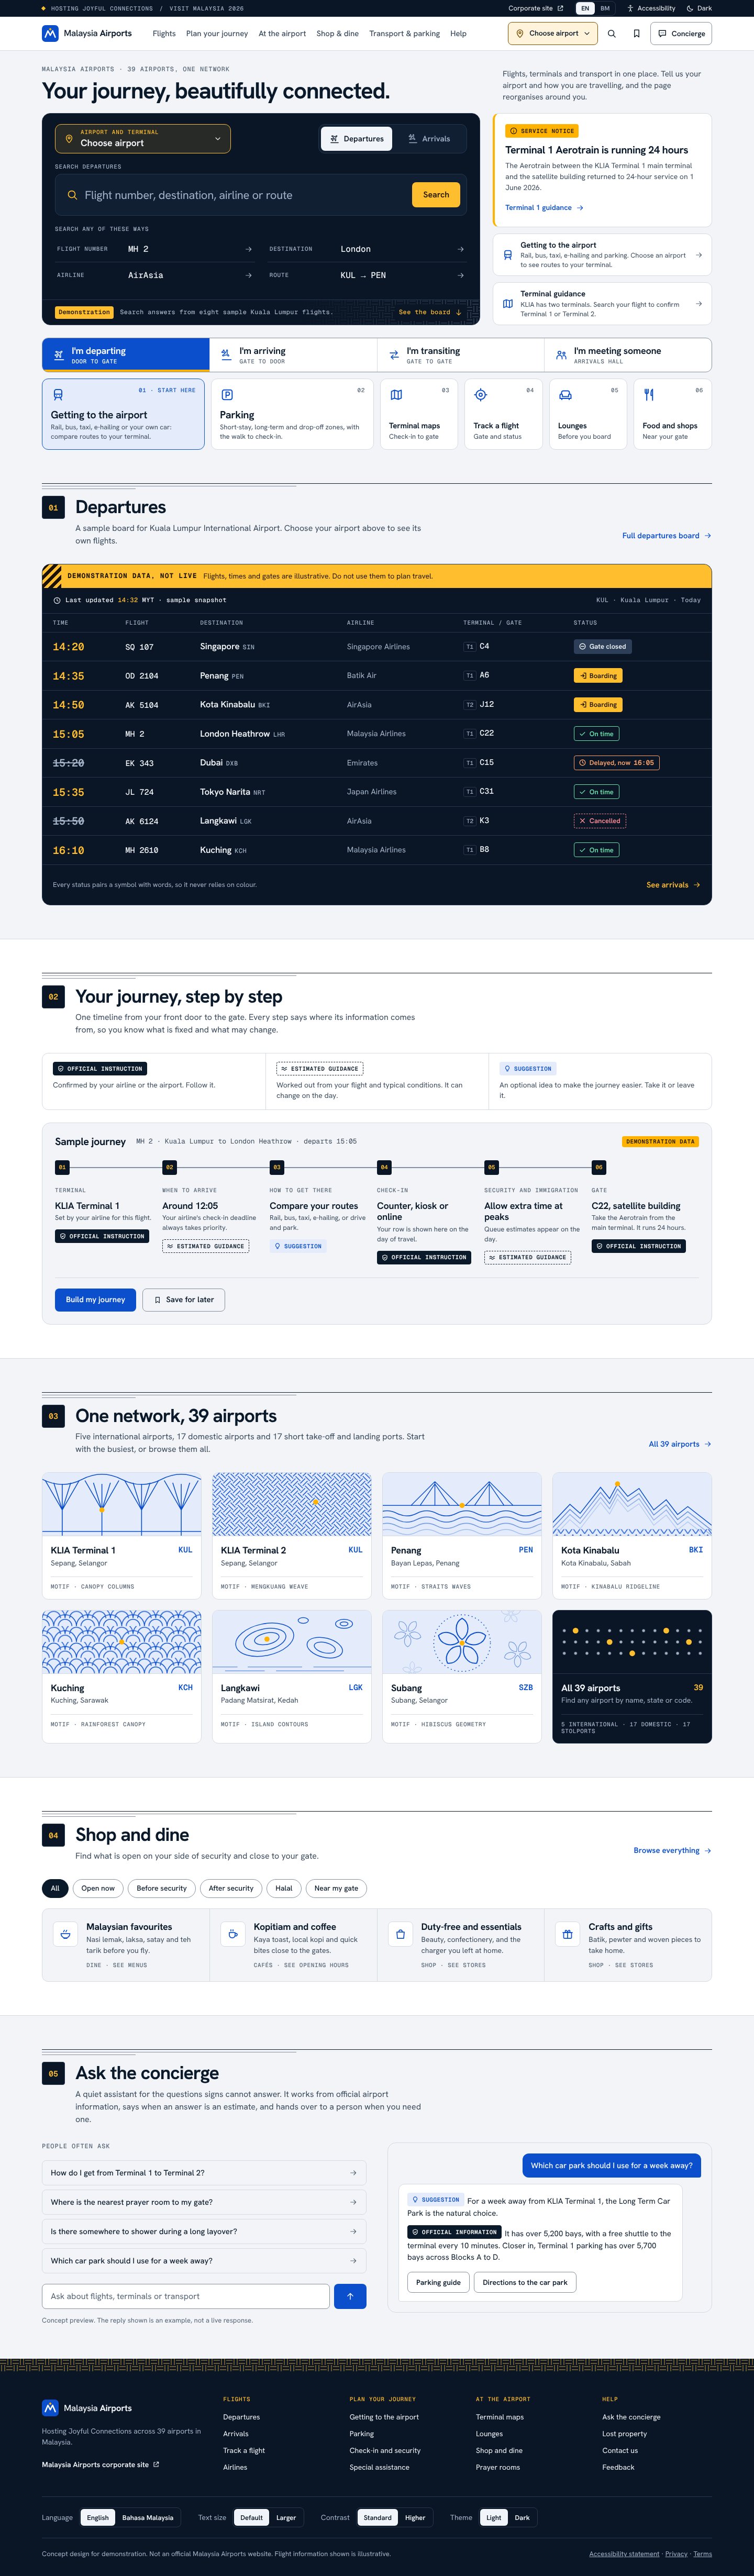 HOSTING JOYFUL CONNECTIONS / VISIT MALAYSIA 2026
Corporate site
EN BM
Accessibility
Dark
Malaysia Airports
Flights Plan your journey At the airport Shop & dine Transport & parking Help
Choose airport
Concierge
MALAYSIA AIRPORTS · 39 AIRPORTS, ONE NETWORK
Your journey, beautifully connected.
Flights, terminals and transport in one place. Tell us your
airport and how you are travelling, and the page
reorganises around you.
AIRPORT AND TERMINAL
Choose airport
Departures Arrivals
SEARCH DEPARTURES
Flight number, destination, airline or route
Search
SEARCH ANY OF THESE WAYS
FLIGHT NUMBER MH 2 →
DESTINATION London →
AIRLINE AirAsia →
ROUTE KUL → PEN →
Demonstration Search answers from eight sample Kuala Lumpur flights.
See the board ↓
SERVICE NOTICE
Terminal 1 Aerotrain is running 24 hours
The Aerotrain between the KLIA Terminal 1 main terminal
and the satellite building returned to 24-hour service on 1
June 2026.
Terminal 1 guidance →
Getting to the airport
Rail, bus, taxi, e-hailing and parking. Choose an airport
to see routes to your terminal.
Terminal guidance
KLIA has two terminals. Search your flight to confirm
Terminal 1 or Terminal 2.
I'm departing
DOOR TO GATE
I'm arriving
GATE TO DOOR
I'm transiting
GATE TO GATE
I'm meeting someone
ARRIVALS HALL
01 · START HERE
Getting to the airport
Rail, bus, taxi, e-hailing or your own car:
compare routes to your terminal.
02
Parking
Short-stay, long-term and drop-off zones, with
the walk to check-in.
03
Terminal maps
Check-in to gate
04
Track a flight
Gate and status
05
Lounges
Before you board
06
Food and shops
Near your gate
01
Departures
A sample board for Kuala Lumpur International Airport. Choose your airport above to see its
own flights.
Full departures board →
DEMONSTRATION DATA, NOT LIVE Flights, times and gates are illustrative. Do not use them to plan travel.
Last updated 14:32 MYT · sample snapshot
KUL · Kuala Lumpur · Today
TIME FLIGHT DESTINATION AIRLINE TERMINAL / GATE STATUS
14:20 SQ 107 Singapore SIN Singapore Airlines T1 C4 Gate closed
14:35 OD 2104 Penang PEN Batik Air T1 A6 Boarding
14:50 AK 5104 Kota Kinabalu BKI AirAsia T2 J12 Boarding
15:05 MH 2 London Heathrow LHR Malaysia Airlines T1 C22 On time
15:20 EK 343 Dubai DXB Emirates T1 C15 Delayed, now 16:05
15:35 JL 724 Tokyo Narita NRT Japan Airlines T1 C31 On time
15:50 AK 6124 Langkawi LGK AirAsia T2 K3 Cancelled
16:10 MH 2610 Kuching KCH Malaysia Airlines T1 B8 On time
Every status pairs a symbol with words, so it never relies on colour.
See arrivals →
02
Your journey, step by step
One timeline from your front door to the gate. Every step says where its information comes
from, so you know what is fixed and what may change.
OFFICIAL INSTRUCTION
Confirmed by your airline or the airport. Follow it.
ESTIMATED GUIDANCE
Worked out from your flight and typical conditions. It can
change on the day.
SUGGESTION
An optional idea to make the journey easier. Take it or leave
it.
Sample journey MH 2 · Kuala Lumpur to London Heathrow · departs 15:05
DEMONSTRATION DATA
01 02 03 04 05 06
TERMINAL
KLIA Terminal 1
Set by your airline for this flight.
OFFICIAL INSTRUCTION
WHEN TO ARRIVE
Around 12:05
Your airline's check-in deadline
always takes priority.
ESTIMATED GUIDANCE
HOW TO GET THERE
Compare your routes
Rail, bus, taxi, e-hailing, or drive
and park.
SUGGESTION
CHECK-IN
Counter, kiosk or
online
Your row is shown here on the
day of travel.
OFFICIAL INSTRUCTION
SECURITY AND IMMIGRATION
Allow extra time at
peaks
Queue estimates appear on the
day.
ESTIMATED GUIDANCE
GATE
C22, satellite building
Take the Aerotrain from the
main terminal. It runs 24 hours.
OFFICIAL INSTRUCTION
Build my journey
Save for later
03
One network, 39 airports
Five international airports, 17 domestic airports and 17 short take-off and landing ports. Start
with the busiest, or browse them all.
All 39 airports →
KLIA Terminal 1 KUL
Sepang, Selangor
MOTIF · CANOPY COLUMNS
KLIA Terminal 2 KUL
Sepang, Selangor
MOTIF · MENGKUANG WEAVE
Penang PEN
Bayan Lepas, Penang
MOTIF · STRAITS WAVES
Kota Kinabalu BKI
Kota Kinabalu, Sabah
MOTIF · KINABALU RIDGELINE
Kuching KCH
Kuching, Sarawak
MOTIF · RAINFOREST CANOPY
Langkawi LGK
Padang Matsirat, Kedah
MOTIF · ISLAND CONTOURS
Subang SZB
Subang, Selangor
MOTIF · HIBISCUS GEOMETRY
All 39 airports 39
Find any airport by name, state or code.
5 INTERNATIONAL · 17 DOMESTIC · 17
STOLPORTS
04
Shop and dine
Find what is open on your side of security and close to your gate.
Browse everything →
All Open now Before security After security Halal Near my gate
Malaysian favourites
Nasi lemak, laksa, satay and teh
tarik before you fly.
DINE · SEE MENUS
Kopitiam and coffee
Kaya toast, local kopi and quick
bites close to the gates.
CAFÉS · SEE OPENING HOURS
Duty-free and essentials
Beauty, confectionery, and the
charger you left at home.
SHOP · SEE STORES
Crafts and gifts
Batik, pewter and woven pieces to
take home.
SHOP · SEE STORES
05
Ask the concierge
A quiet assistant for the questions signs cannot answer. It works from official airport
information, says when an answer is an estimate, and hands over to a person when you need
one.
PEOPLE OFTEN ASK
How do I get from Terminal 1 to Terminal 2? →
Where is the nearest prayer room to my gate? →
Is there somewhere to shower during a long layover? →
Which car park should I use for a week away? →
Ask about flights, terminals or transport
Concept preview. The reply shown is an example, not a live response.
Which car park should I use for a week away?
SUGGESTION For a week away from KLIA Terminal 1, the Long Term Car
Park is the natural choice.
OFFICIAL INFORMATION It has over 5,200 bays, with a free shuttle to the
terminal every 10 minutes. Closer in, Terminal 1 parking has over 5,700
bays across Blocks A to D.
Parking guide
Directions to the car park
Malaysia Airports
Hosting Joyful Connections across 39 airports in
Malaysia.
Malaysia Airports corporate site
FLIGHTS
Departures
Arrivals
Track a flight
Airlines
PLAN YOUR JOURNEY
Getting to the airport
Parking
Check-in and security
Special assistance
AT THE AIRPORT
Terminal maps
Lounges
Shop and dine
Prayer rooms
HELP
Ask the concierge
Lost property
Contact us
Feedback
Language English Bahasa Malaysia
Text size Default Larger
Contrast Standard Higher
Theme Light Dark
Concept design for demonstration. Not an official Malaysia Airports website. Flight information shown is illustrative.
Accessibility statement · Privacy · Terms